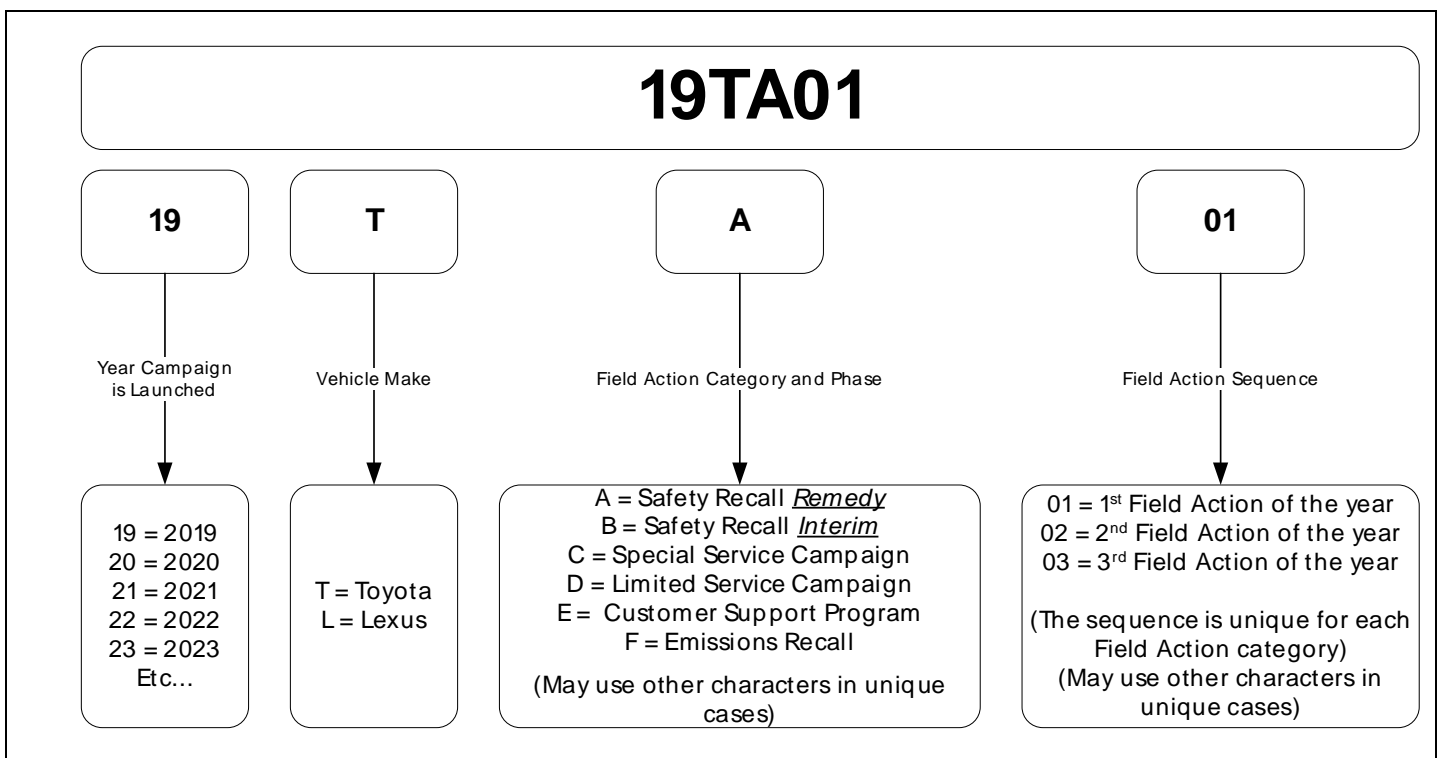 19TA01
19
T
A
01
Year Campaign
is Launched
Vehicle Make
Field Action Category and Phase
Field Action Sequence
19 = 2019
20 = 2020
21 = 2021
22 = 2022
23 = 2023
Etc...
T = Toyota
L = Lexus
A = Safety Recall Remedy
B = Safety Recall Interim
C = Special Service Campaign
D = Limited Service Campaign
E = Customer Support Program
F = Emissions Recall
(May use other characters in unique
cases)
01 = 1st Field Action of the year
02 = 2nd Field Action of the year
03 = 3rd Field Action of the year
(The sequence is unique for each
Field Action category)
(May use other characters in
unique cases)